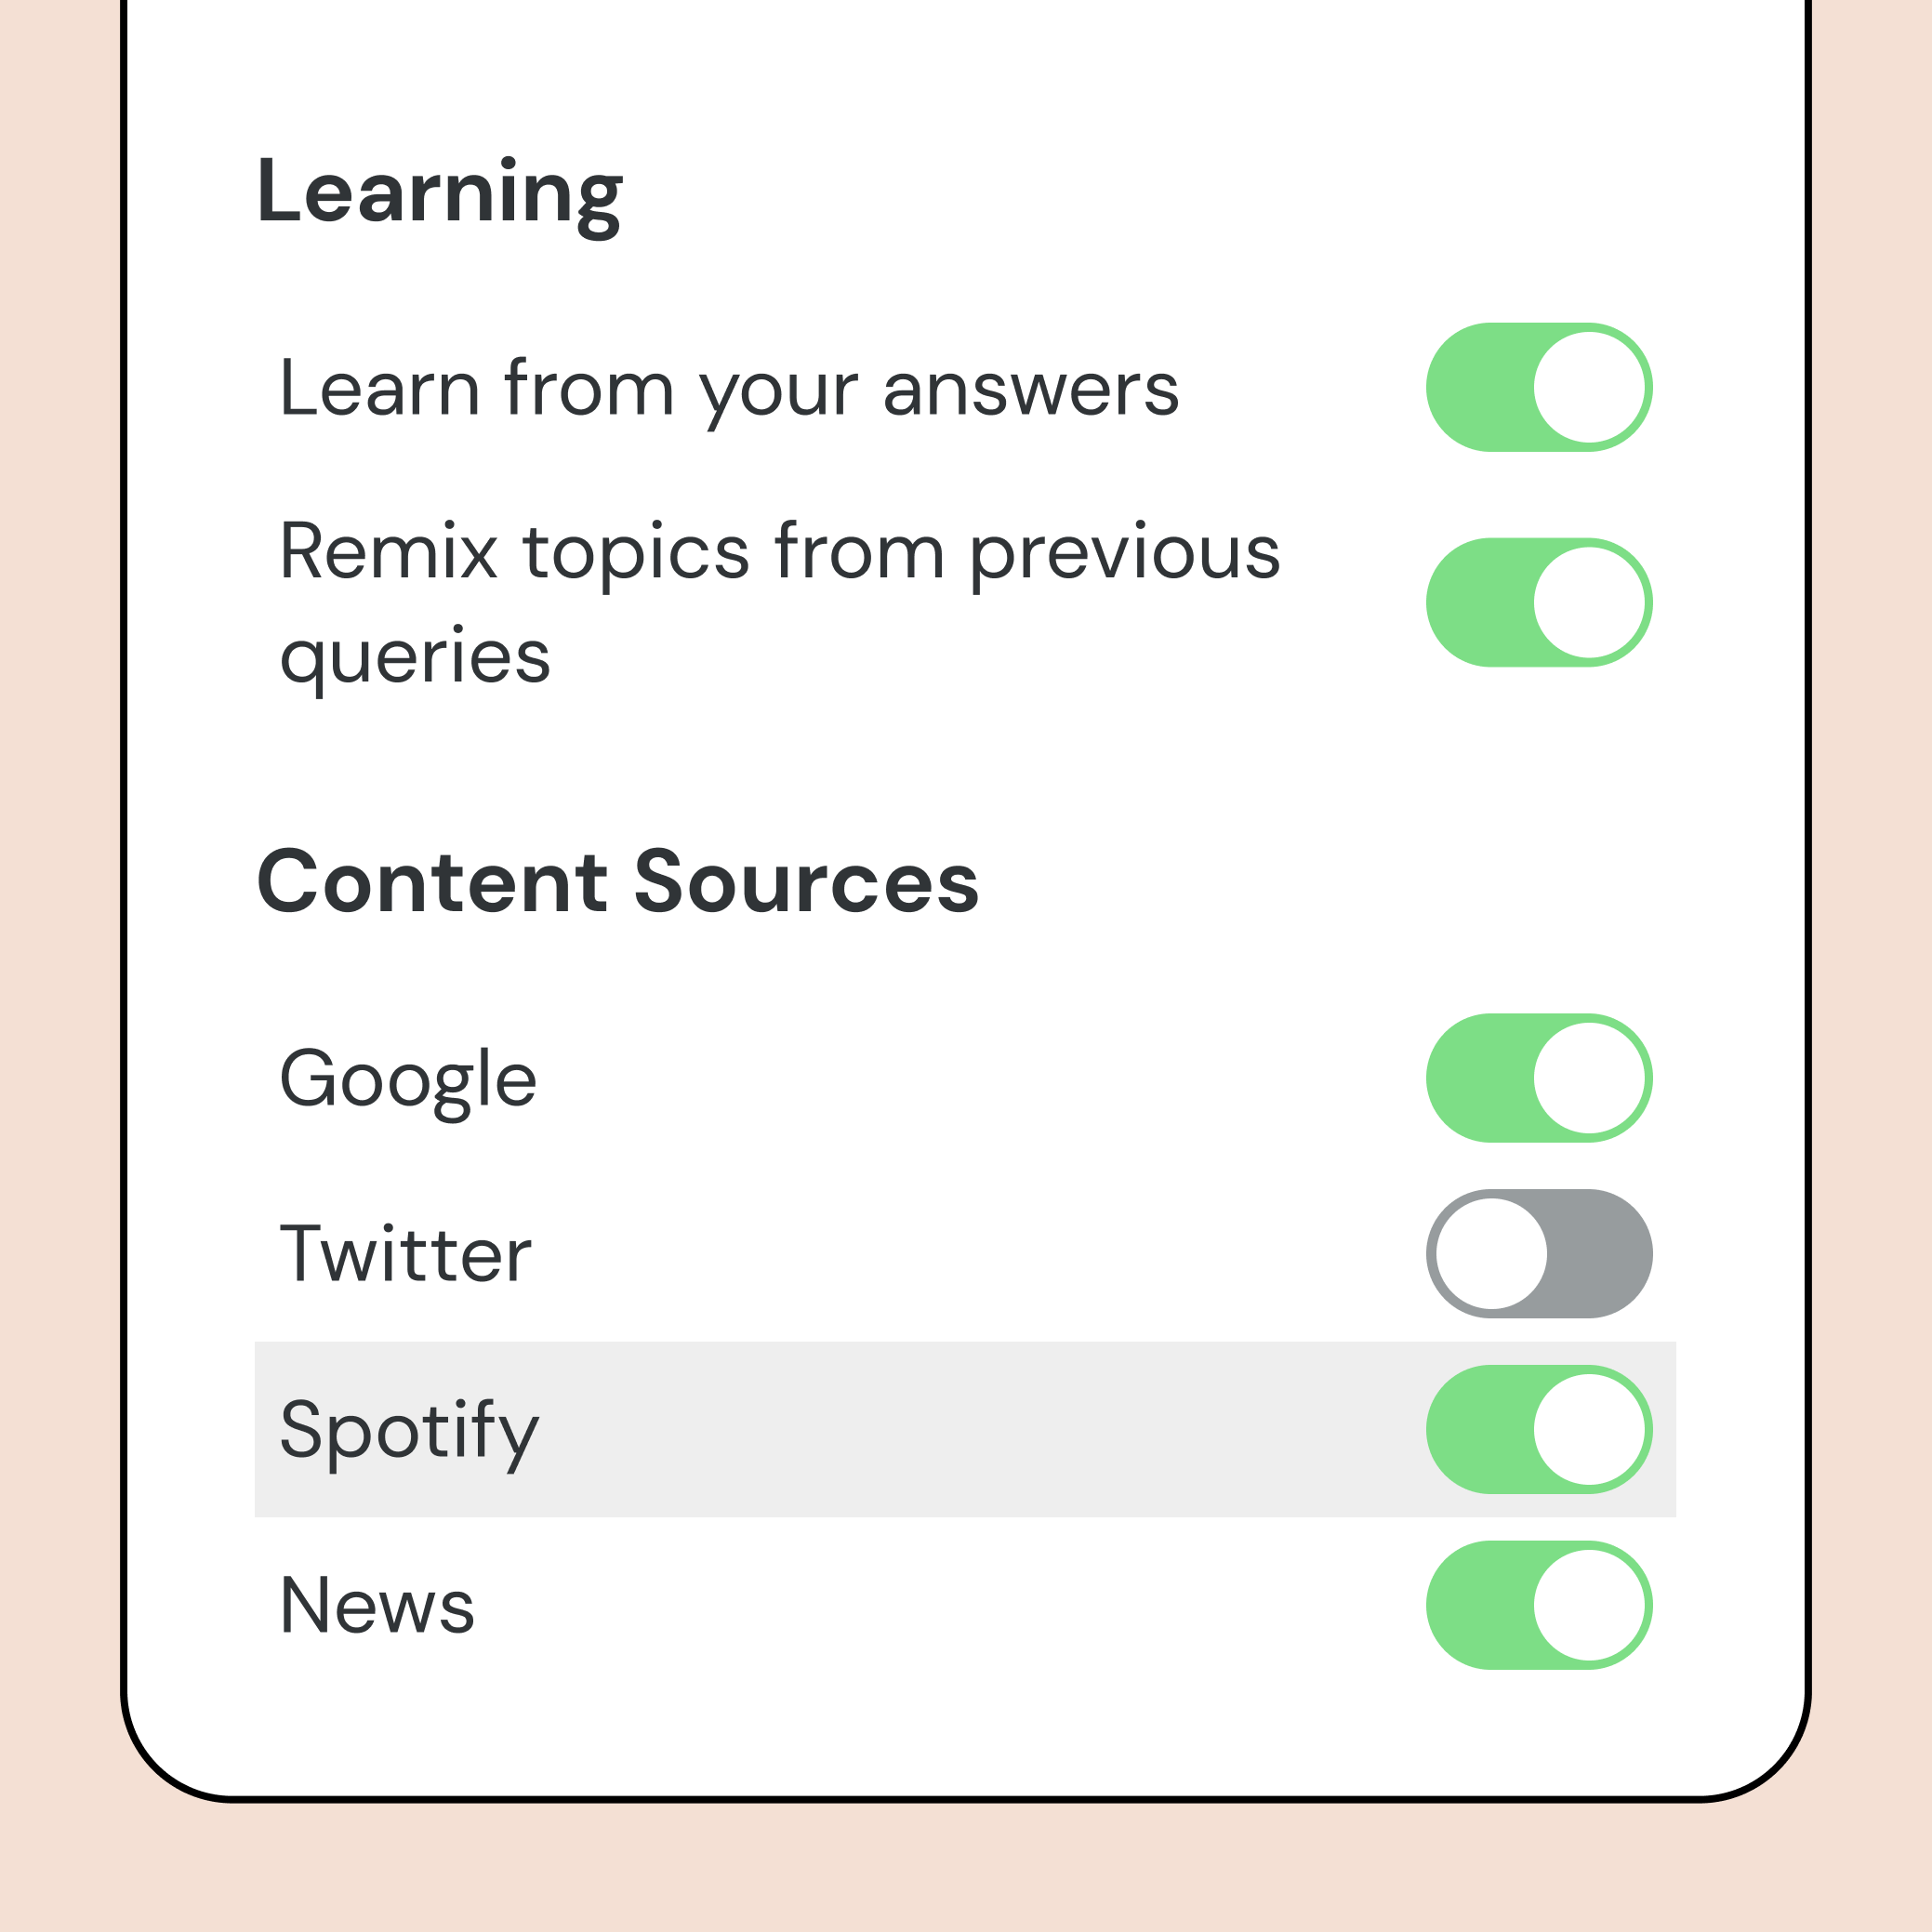 Learning
Learn from your answers
Remix topics from previous
queries
Content Sources
Google
Twitter
Spotify
News